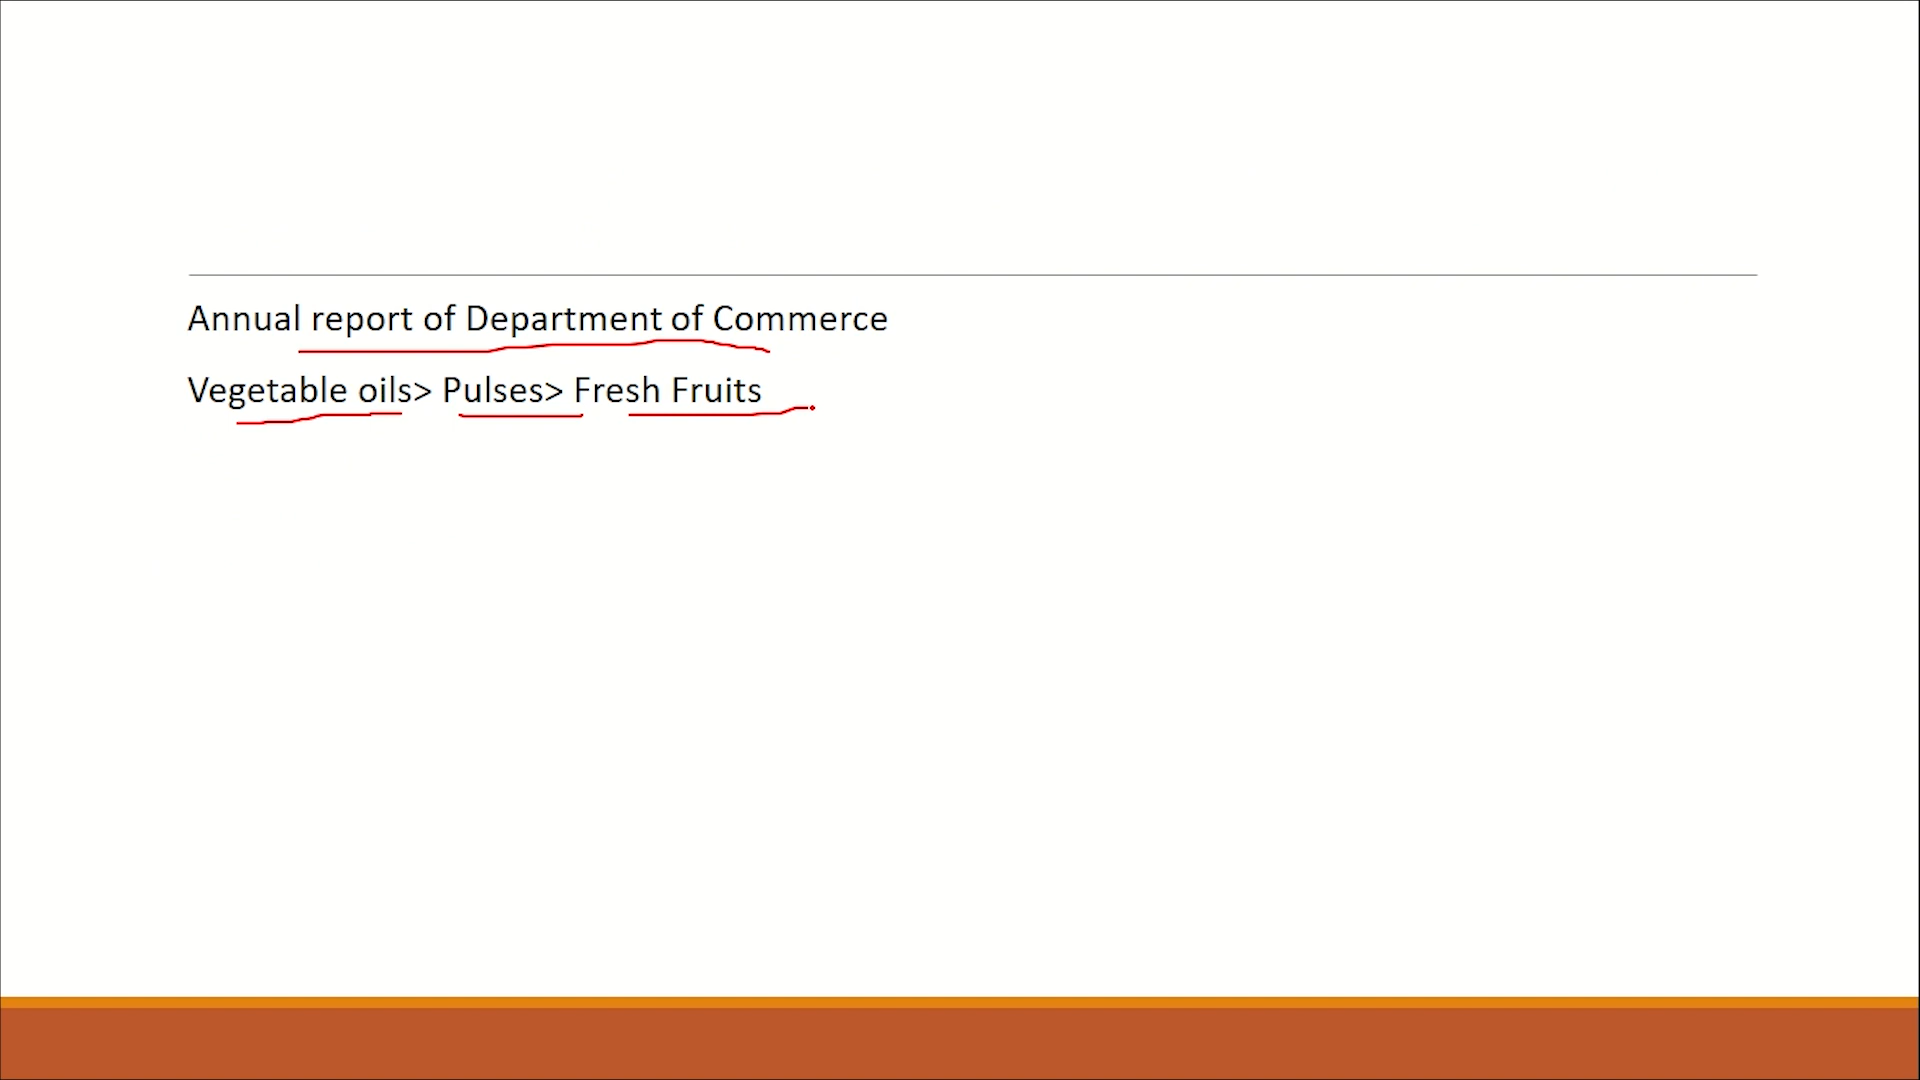 Annual report of Department of Commerce
Vegetable oils> Pulses> Fresh Fruits